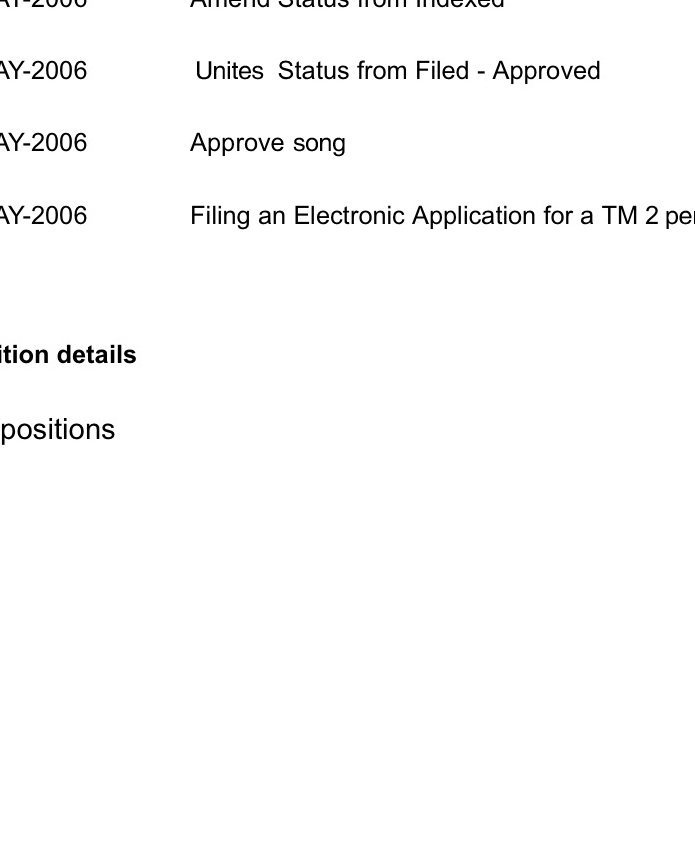 AY-2006 Amend Status from Indexed
AY-2006 Unites Status from Filed - Approved
AY-2006 Approve song
AY-2006 Filing an Electronic Application for a TM 2 per
ition details
positions